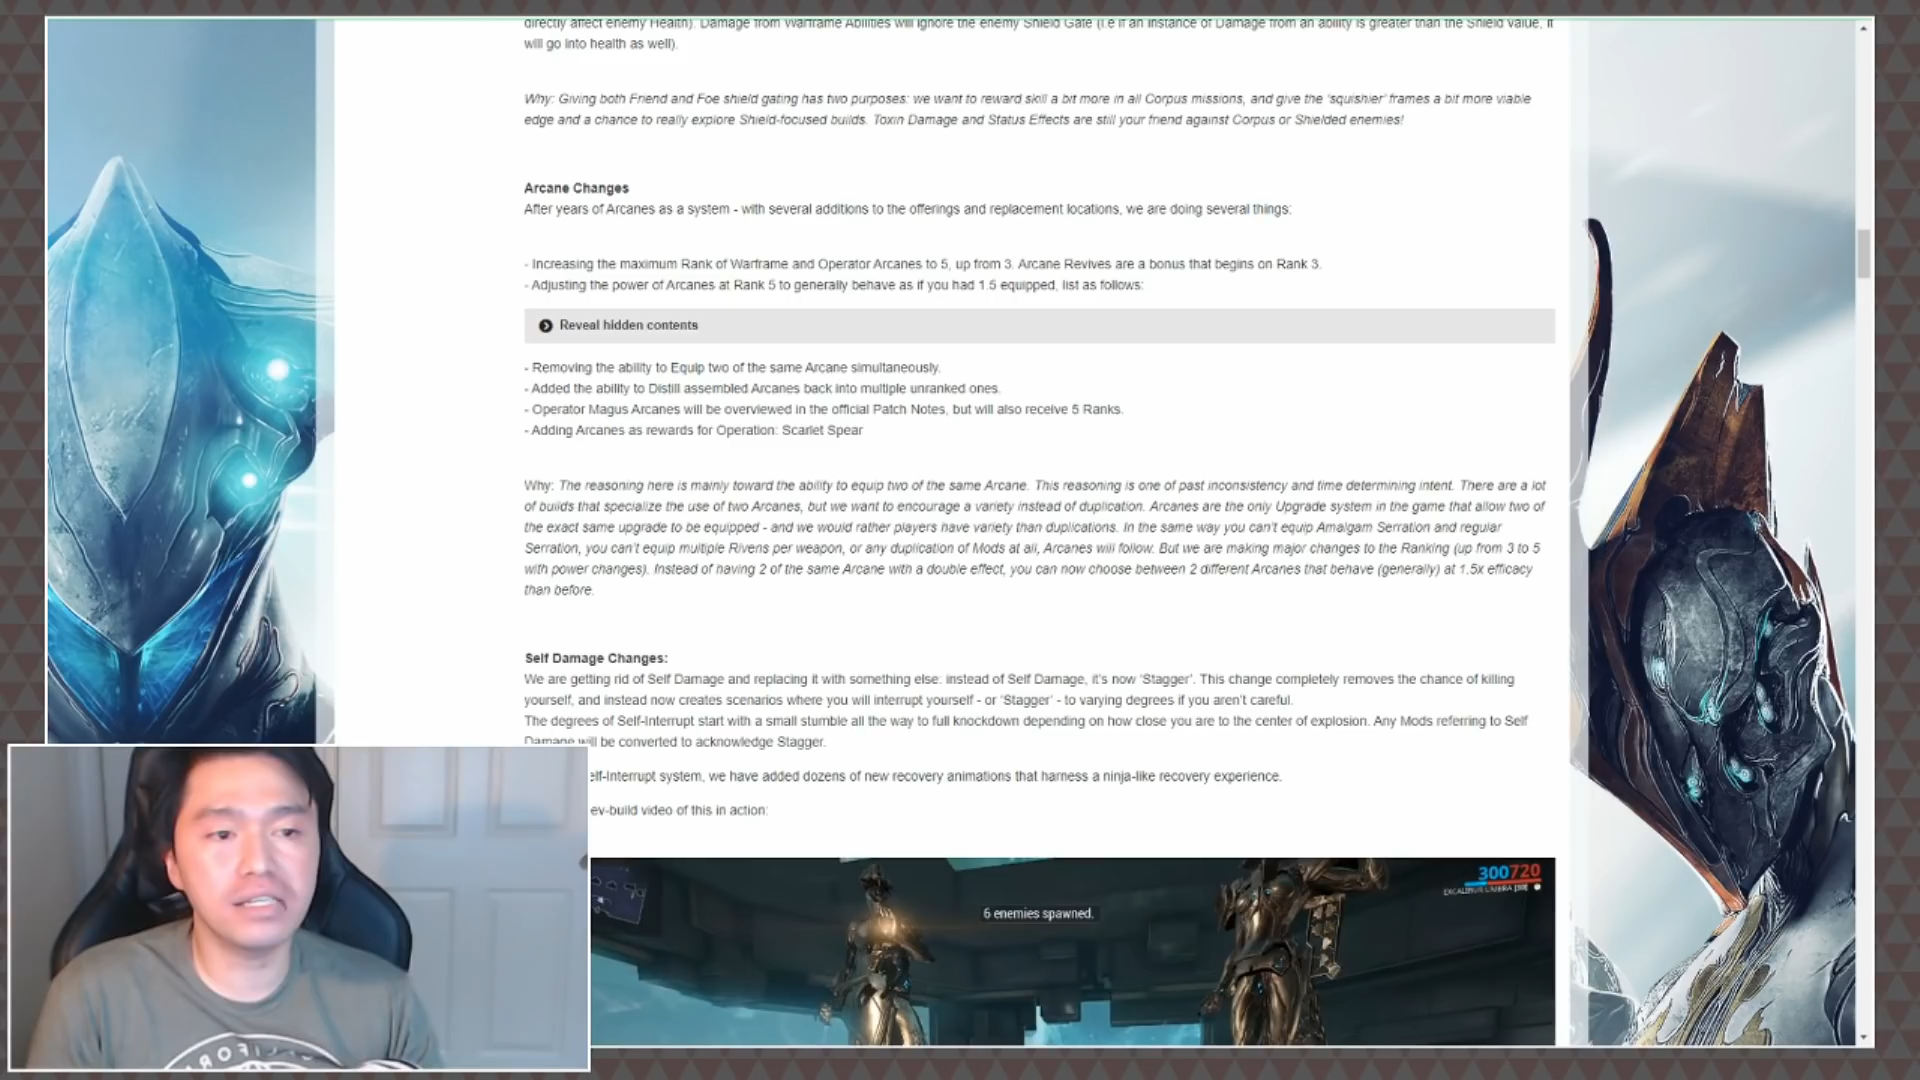 directly affect enemy Health). Damage from Warframe Abilities will ignore the enemy Shield Gate (i.e if an instance of Damage from an ability is greater than the Shield value, it
will go into health as well).
Why: Giving both Friend and Foe shield gating has two purposes: we want to reward skill a bit more in all Corpus missions, and give the 'squishier' frames a bit more viable
edge and a chance to really explore Shield-focused builds. Toxin Damage and Status Effects are still your friend against Corpus or Shielded enemies!
Arcane Changes
After years of Arcanes as a system - with several additions to the offerings and replacement locations, we are doing several things:
- Increasing the maximum Rank of Warframe and Operator Arcanes to 5, up from 3. Arcane Revives are a bonus that begins on Rank 3.
- Adjusting the power of Arcanes at Rank 5 to generally behave as if you had 1.5 equipped, list as follows:
Reveal hidden contents
- Removing the ability to Equip two of the same Arcane simultaneously.
- Added the ability to Distill assembled Arcanes back into multiple unranked ones.
- Operator Magus Arcanes will be overviewed in the official Patch Notes, but will also receive 5 Ranks.
- Adding Arcanes as rewards for Operation: Scarlet Spear
Why: The reasoning here is mainly toward the ability to equip two of the same Arcane. This reasoning is one of past inconsistency and time determining intent. There are a lot
of builds that specialize the use of two Arcanes, but we want to encourage a variety instead of duplication. Arcanes are the only Upgrade system in the game that allow two of
the exact same upgrade to be equipped - and we would rather players have variety than duplications. In the same way you can't equip Amalgam Serration and regular
Serration, you can't equip multiple Rivens per weapon, or any duplication of Mods at all, Arcanes will follow. But we are making major changes to the Ranking (up from 3 to 5
with power changes). Instead of having 2 of the same Arcane with a double effect, you can now choose between 2 different Arcanes that behave (generally) at 1.5x efficacy
than before.
Self Damage Changes:
We are getting rid of Self Damage and replacing it with something else: instead of Self Damage, it's now 'Stagger'. This change completely removes the chance of killing
yourself, and instead now creates scenarios where you will interrupt yourself - or 'Stagger' - to varying degrees if you aren't careful.
The degrees of Self-Interrupt start with a small stumble all the way to full knockdown depending on how close you are to the center of explosion. Any Mods referring to Self
Damage will be converted to acknowledge Stagger.
elf-Interrupt system, we have added dozens of new recovery animations that harness a ninja-like recovery experience.
ev-build video of this in action:
300 720
EXCALIBUR UMBRA
6 enemies spawned.